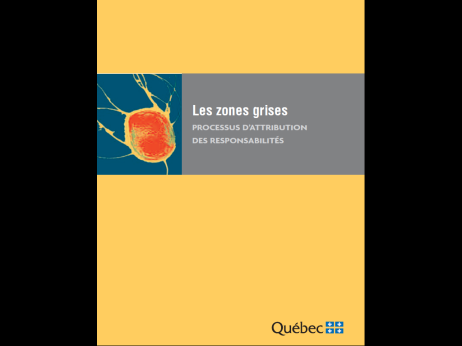 Les zones grises
PROCESSUS D'ATTRIBUTION
DES RESPONSABILITÉS
Québec